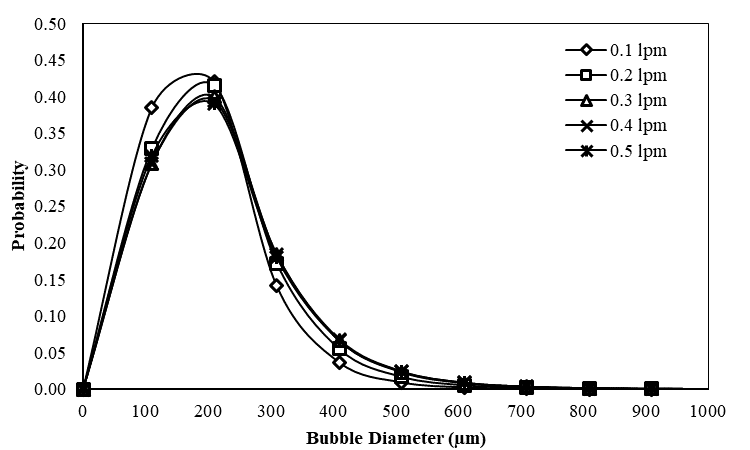 0.50
0.45
0.40
0.35
0.30
0.25
0.20
0.15
0.10
0.05
0.00
Probability
0.1 lpm
0.2 lpm
0.3 lpm
0.4 lpm
0.5 lpm
0 100 200 300 400 500 600 700 800 900 1000
Bubble Diameter (μm)